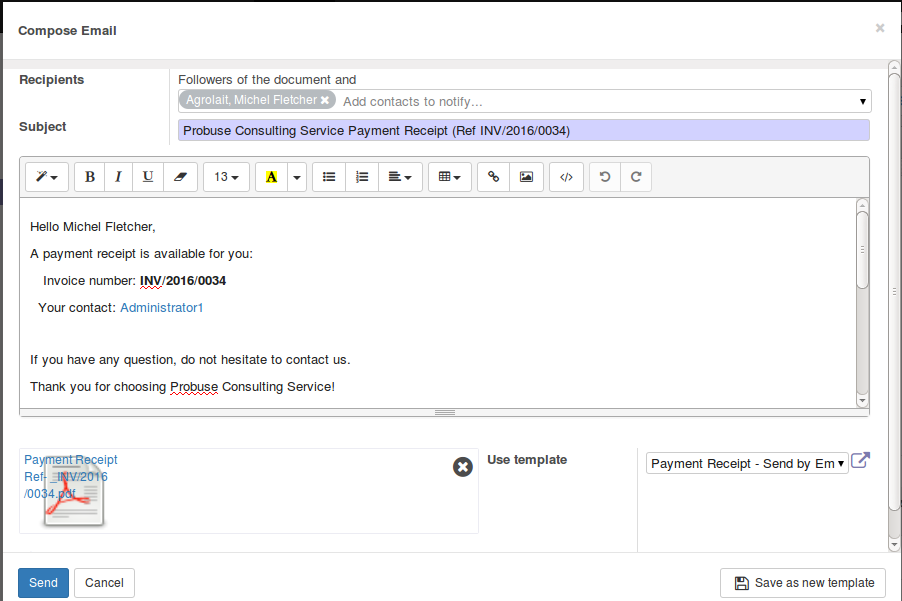 Compose Email
×
Recipients
Followers of the document and
Agrolait, Michel Fletcher ×
Add contacts to notify...
Subject
Probuse Consulting Service Payment Receipt (Ref INV/2016/0034)
B I U 13 A </>
Hello Michel Fletcher,
A payment receipt is available for you:
Invoice number: INV/2016/0034
Your contact: Administrator1
If you have any question, do not hesitate to contact us.
Thank you for choosing Probuse Consulting Service!
Payment Receipt
Ref- _INV/2016
/0034.pdf
Use template
Payment Receipt - Send by Em
Send
Cancel
Save as new template